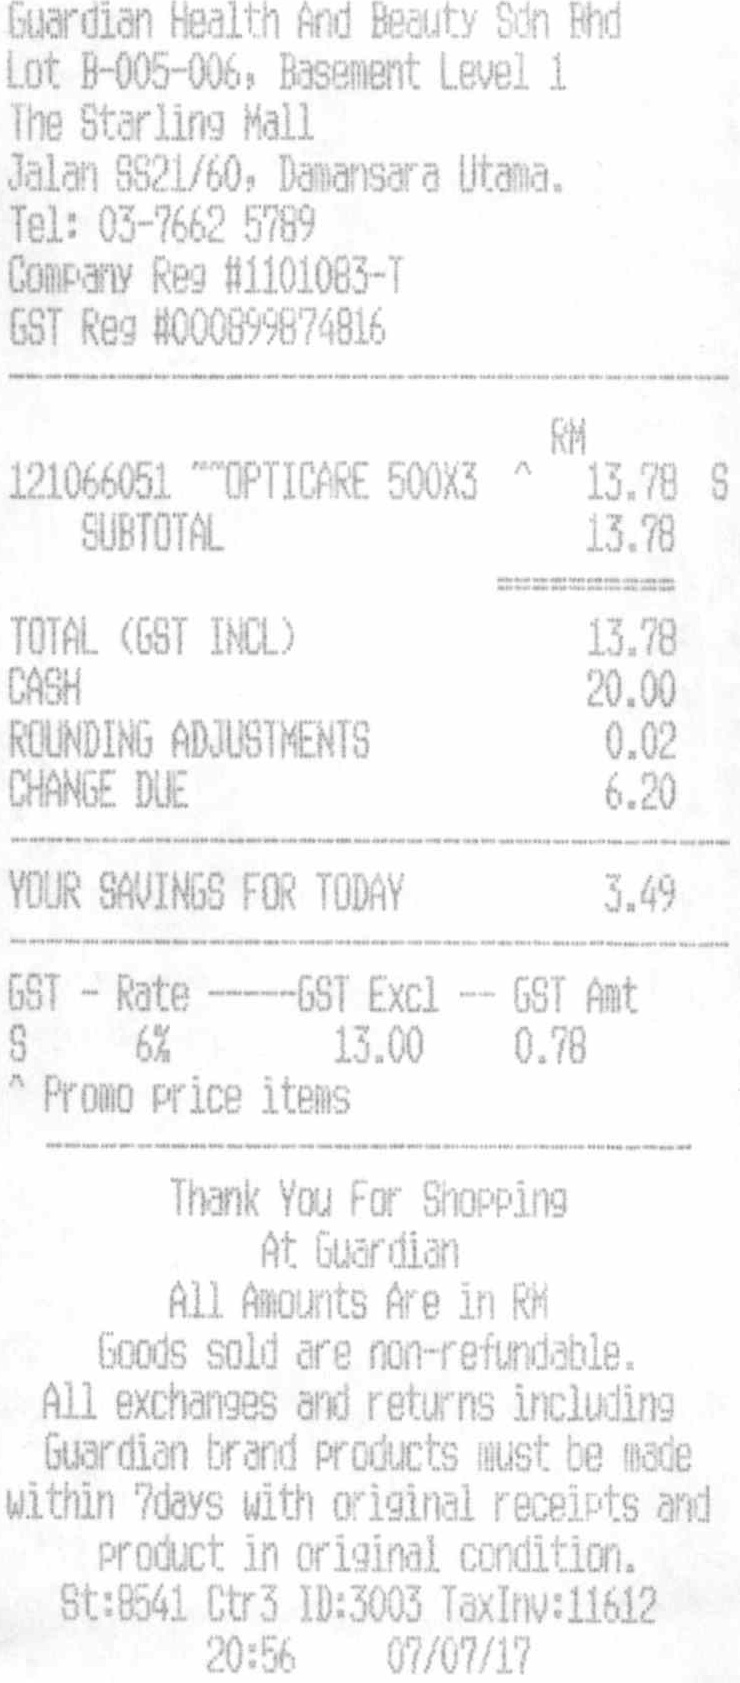 Guardian Health And Beauty Sdn Bhd
Lot B-005-006, Basement Level 1
The Starling Mall
Jalan SS21/60, Damansara Utama.
Tel: 03-7662 5789
Company Reg #1101083-T
GST Reg #000899874816
RM
121066051 ~~OPTICARE 500X3 ^ 13.78 S
SUBTOTAL 13.78
TOTAL (GST INCL) 13.78
CASH 20.00
ROUNDING ADJUSTMENTS 0.02
CHANGE DUE 6.20
YOUR SAVINGS FOR TODAY 3.49
GST - Rate -----GST Excl -- GST Amt
S 6% 13.00 0.78
^ Promo price items
Thank You For Shopping
At Guardian
All Amounts Are in RM
Goods sold are non-refundable.
All exchanges and returns including
Guardian brand products must be made
within 7days with original receipts and
product in original condition.
St:8541 Ctr3 ID:3003 TaxInv:11612
20:56 07/07/17